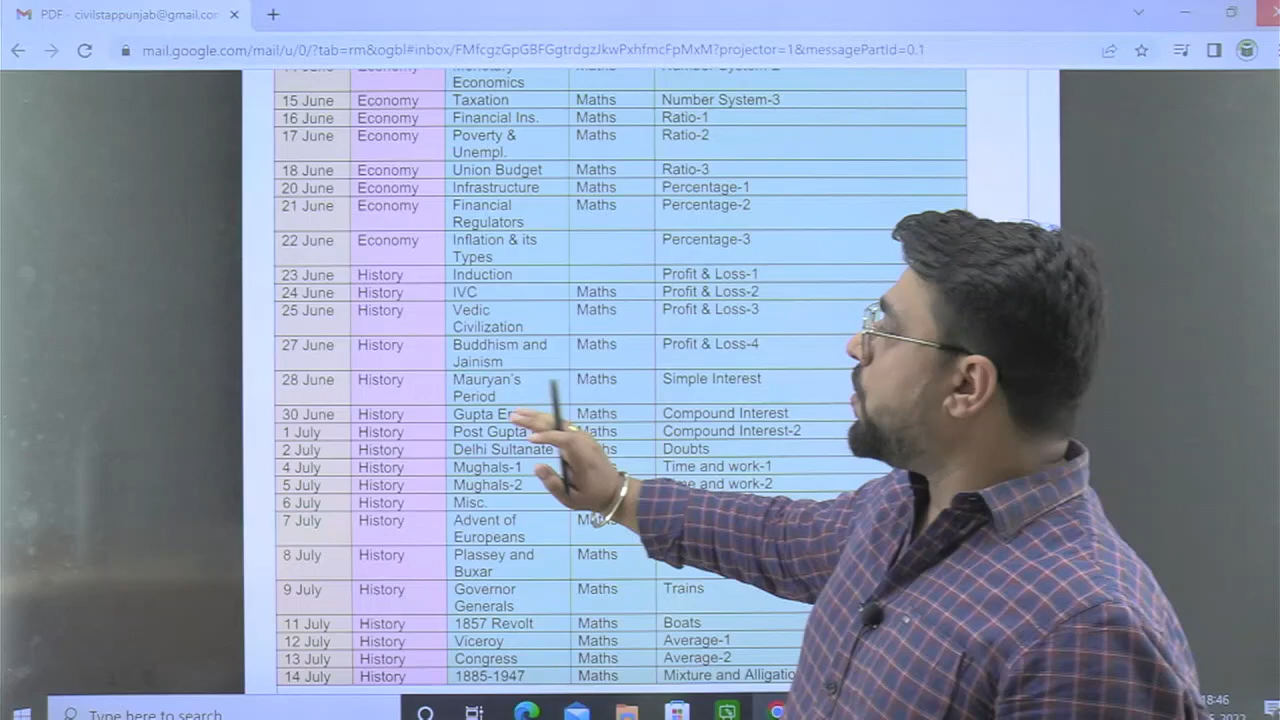 PDF - civilstappunjab@gmail.com
mail.google.com/mail/u/0/?tab=rm&ogbl#inbox/FMfcgzGpGBFGgtrdgzJkwPxhfmcFpMxM?projector=1&messagePartId=0.1
Economics
15 June Economy Taxation Maths Number System-3
16 June Economy Financial Ins. Maths Ratio-1
17 June Economy Poverty & Maths Ratio-2
Unempl.
18 June Economy Union Budget Maths Ratio-3
20 June Economy Infrastructure Maths Percentage-1
21 June Economy Financial Maths Percentage-2
Regulators
22 June Economy Inflation & its Percentage-3
Types
23 June History Induction Profit & Loss-1
24 June History IVC Maths Profit & Loss-2
25 June History Vedic Maths Profit & Loss-3
Civilization
27 June History Buddhism and Maths Profit & Loss-4
Jainism
28 June History Mauryan's Maths Simple Interest
Period
30 June History Gupta Maths Compound Interest
1 July History Post Gupta Maths Compound Interest-2
2 July History Delhi Sultanate Doubts
4 July History Mughals-1 Maths Time and work-1
5 July History Mughals-2 and work-2
6 July History Misc.
7 July History Advent of
Europeans
8 July History Plassey and Maths
Buxar
9 July History Governor Maths Trains
Generals
11 July History 1857 Revolt Maths Boats
12 July History Viceroy Maths Average-1
13 July History Congress Maths Average-2
14 July History 1885-1947 Maths Mixture and
Type here to search
18:46